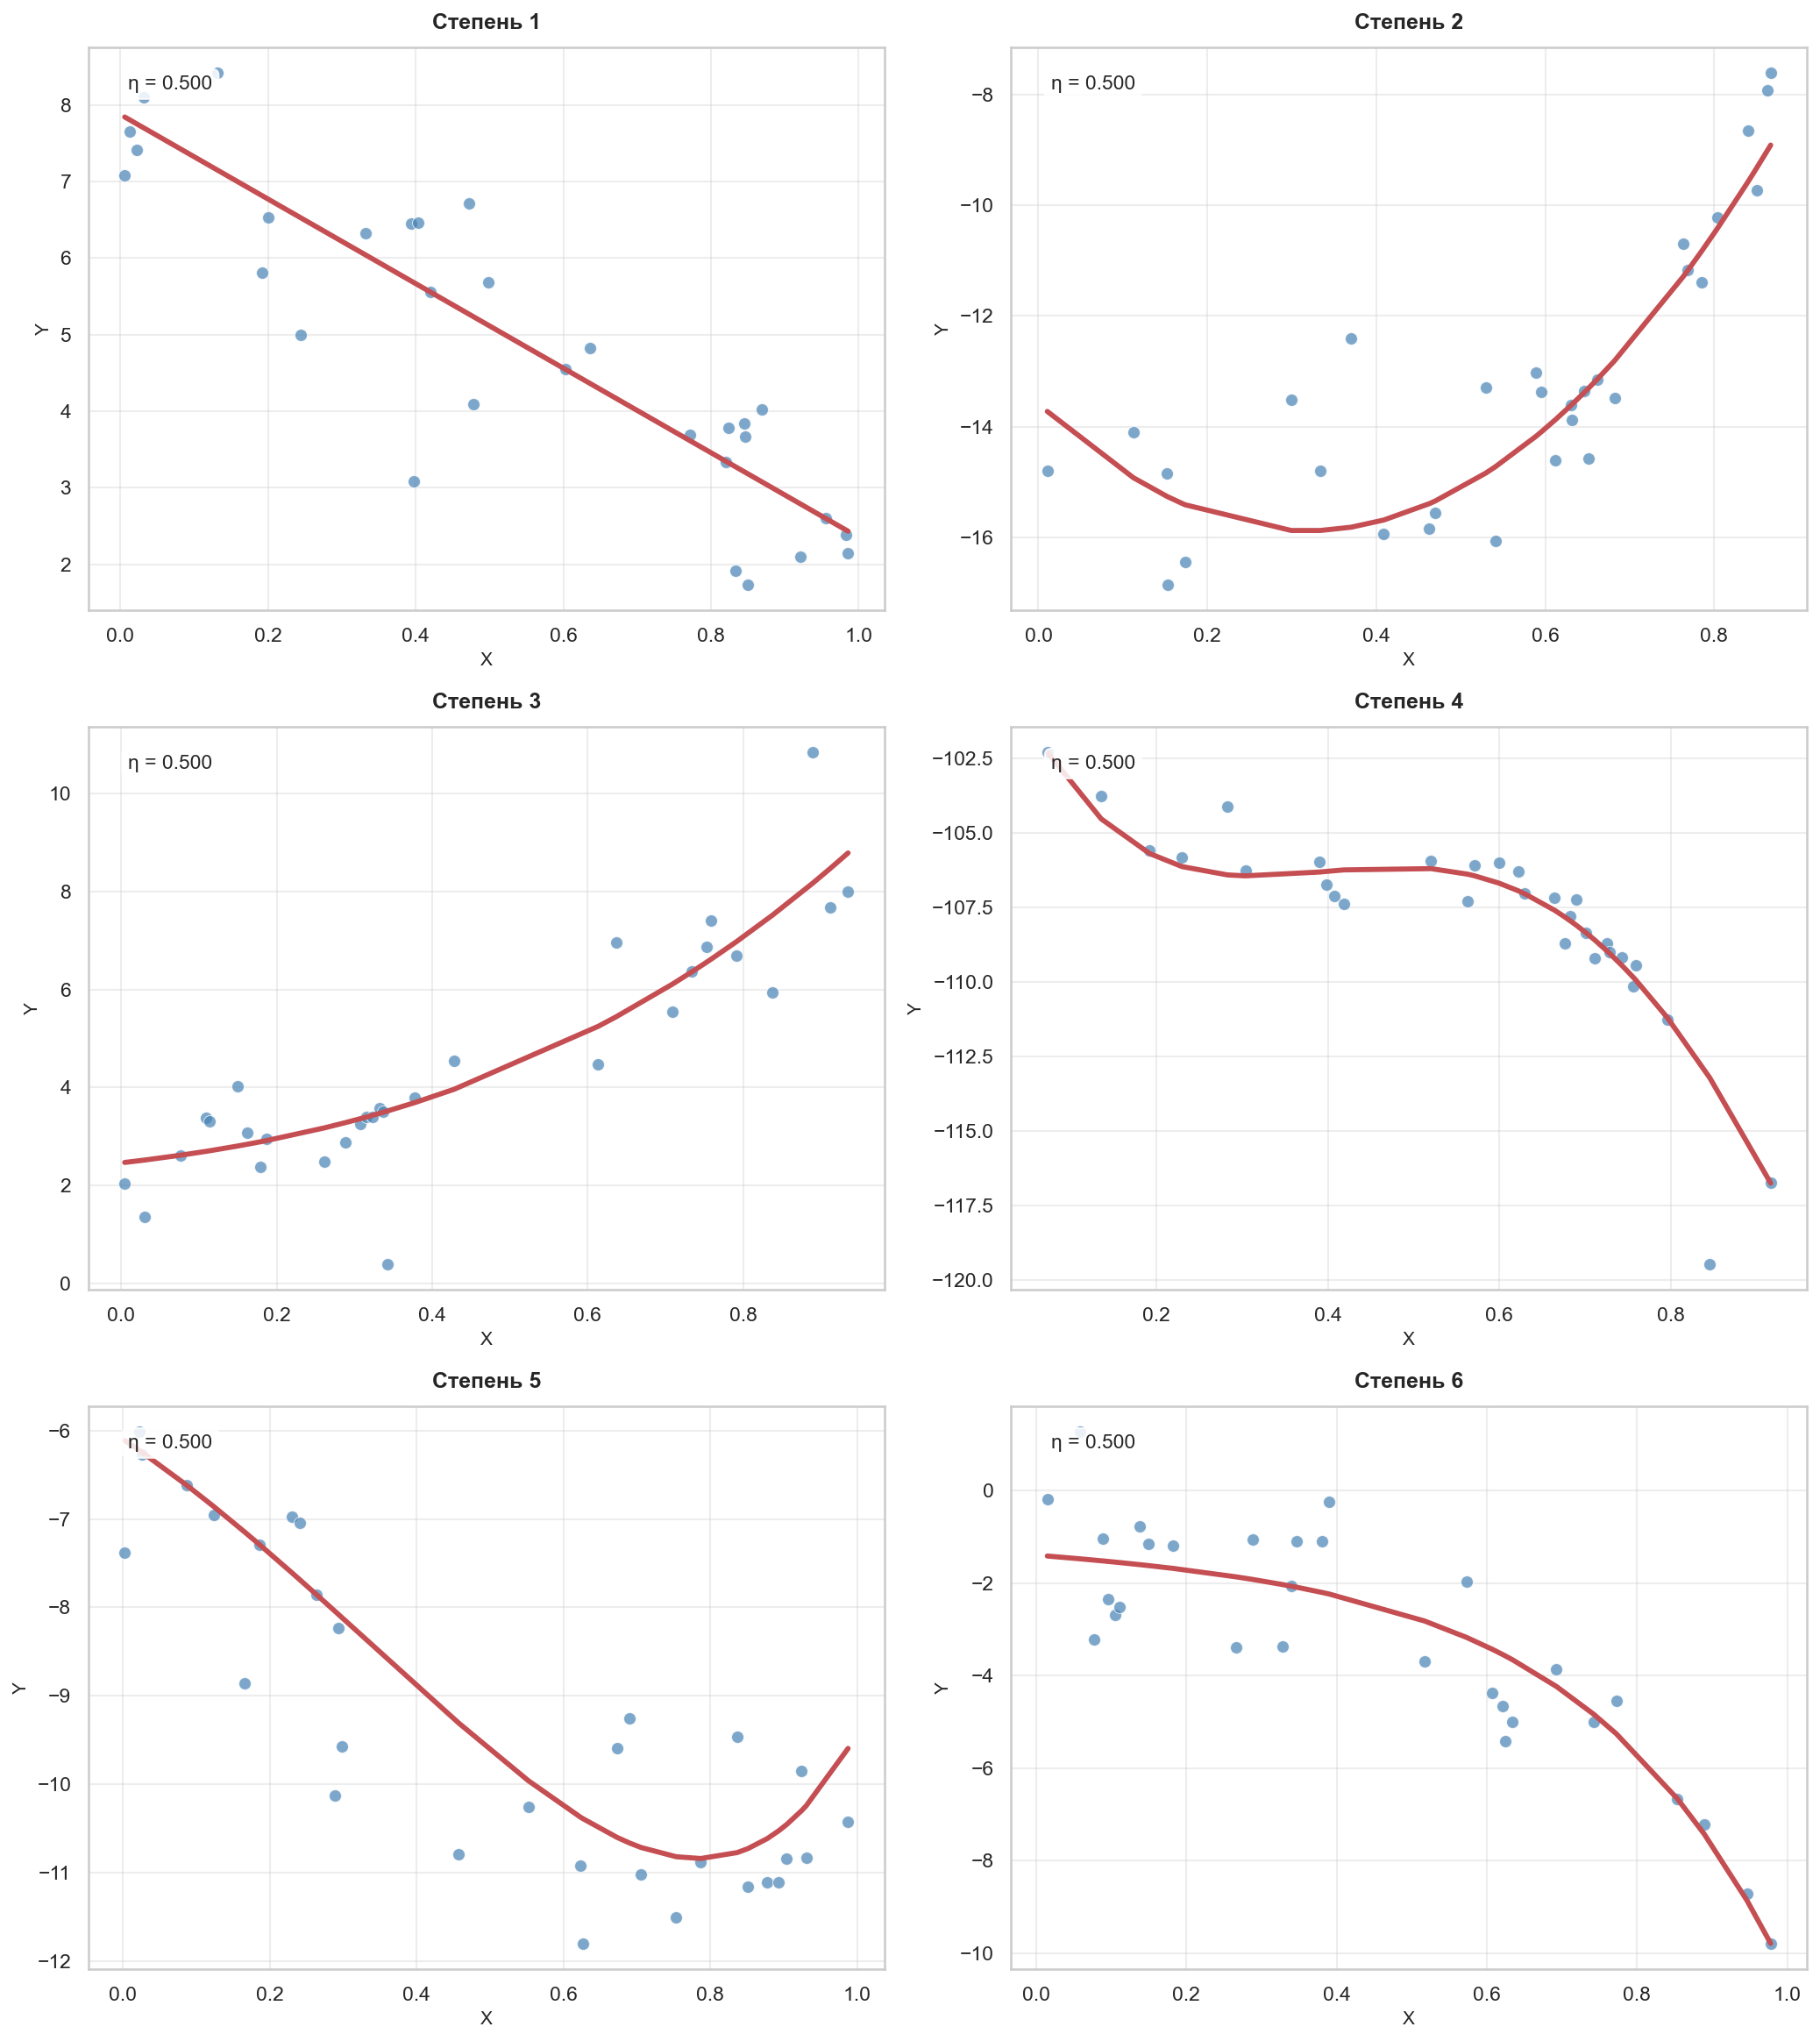 Степень 1
η = 0.500
8
7
6
5
4
3
2
Y
0.0 0.2 0.4 0.6 0.8 1.0
X
Степень 2
η = 0.500
−8
−10
−12
−14
−16
Y
0.0 0.2 0.4 0.6 0.8
X
Степень 3
η = 0.500
10
8
6
4
2
0
Y
0.0 0.2 0.4 0.6 0.8
X
Степень 4
η = 0.500
−102.5
−105.0
−107.5
−110.0
−112.5
−115.0
−117.5
−120.0
Y
0.2 0.4 0.6 0.8
X
Степень 5
η = 0.500
−6
−7
−8
−9
−10
−11
−12
Y
0.0 0.2 0.4 0.6 0.8 1.0
X
Степень 6
η = 0.500
0
−2
−4
−6
−8
−10
Y
0.0 0.2 0.4 0.6 0.8 1.0
X